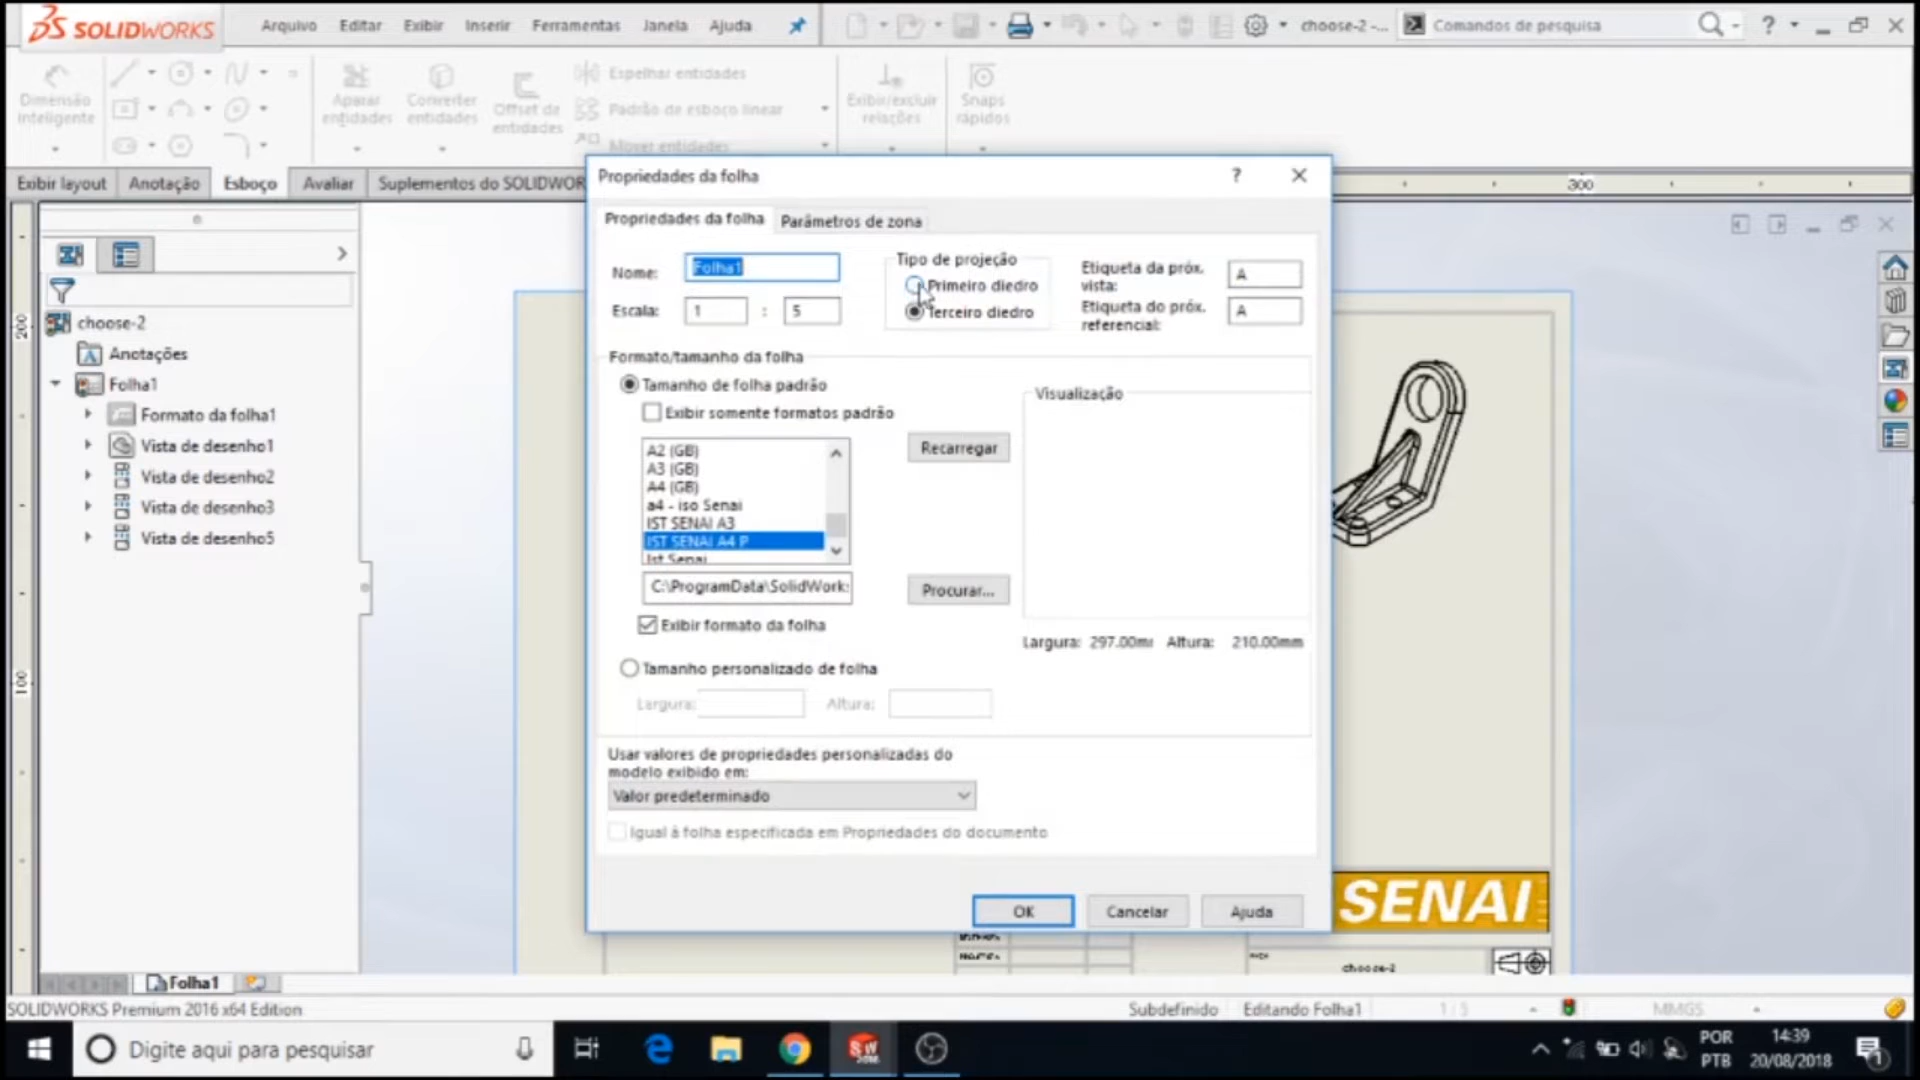 SOLIDWORKS
Arquivo Editar Exibir Inserir Ferramentas Janela Ajuda
choose-2 -...
Comandos de pesquisa
?
Dimensão inteligente
Aparar entidades
Converter entidades
Offset de entidades
Espelhar entidades
Padrão de esboço linear
Mover entidades
Exibir/excluir relações
Snaps rápidos
Exibir layout Anotação Esboço Avaliar Suplementos do SOLIDWOR
300
200
100
choose-2
Anotações
Folha1
Formato da folha1
Vista de desenho1
Vista de desenho2
Vista de desenho3
Vista de desenho5
Propriedades da folha
?
Propriedades da folha Parâmetros de zona
Nome: Folha1
Escala: 1 : 5
Tipo de projeção
Primeiro diedro
Terceiro diedro
Etiqueta da próx. vista: A
Etiqueta do próx. referencial: A
Formato/tamanho da folha
Tamanho de folha padrão
Exibir somente formatos padrão
A2 (GB)
A3 (GB)
A4 (GB)
a4 - iso Senai
IST SENAI A3
IST SENAI A4 P
Ist Senai
Recarregar
C:\ProgramData\SolidWork:
Procurar...
Exibir formato da folha
Visualização
Largura: 297.00m Altura: 210.00mm
Tamanho personalizado de folha
Largura: Altura:
Usar valores de propriedades personalizadas do
modelo exibido em:
Valor predeterminado
Igual à folha especificada em Propriedades do documento
OK Cancelar Ajuda
SENAI
choose-2
Folha1
SOLIDWORKS Premium 2016 x64 Edition
Subdefinido Editando Folha1 MMGS
Digite aqui para pesquisar
POR
PTB
14:39
20/08/2018
1